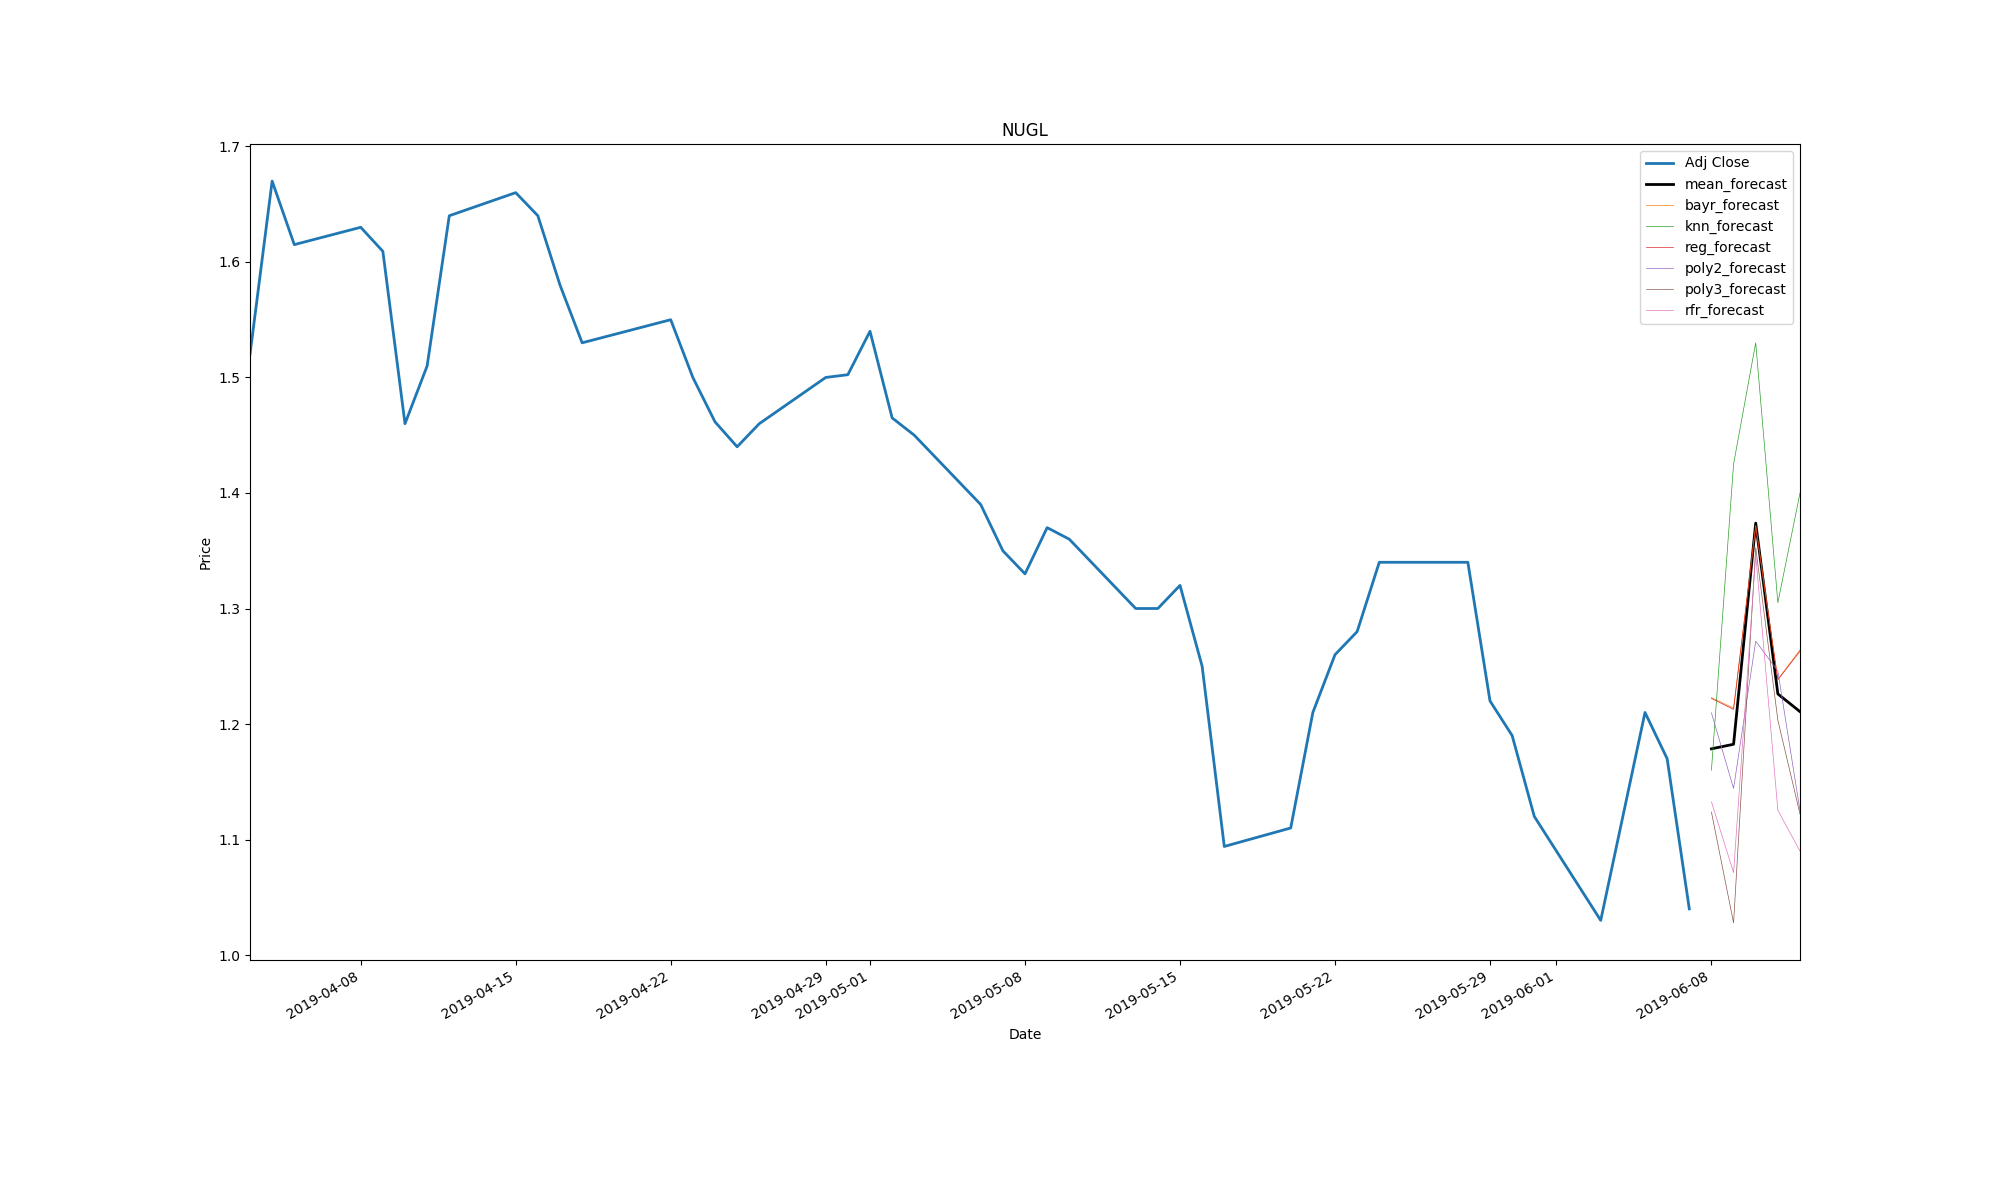 NUGL
Adj Close
mean_forecast
bayr_forecast
knn_forecast
reg_forecast
poly2_forecast
poly3_forecast
rfr_forecast
1.7
1.6
1.5
1.4
1.3
1.2
1.1
1.0
Price
2019-04-08
2019-04-15
2019-04-22
2019-04-29
2019-05-01
2019-05-08
2019-05-15
2019-05-22
2019-05-29
2019-06-01
2019-06-08
Date